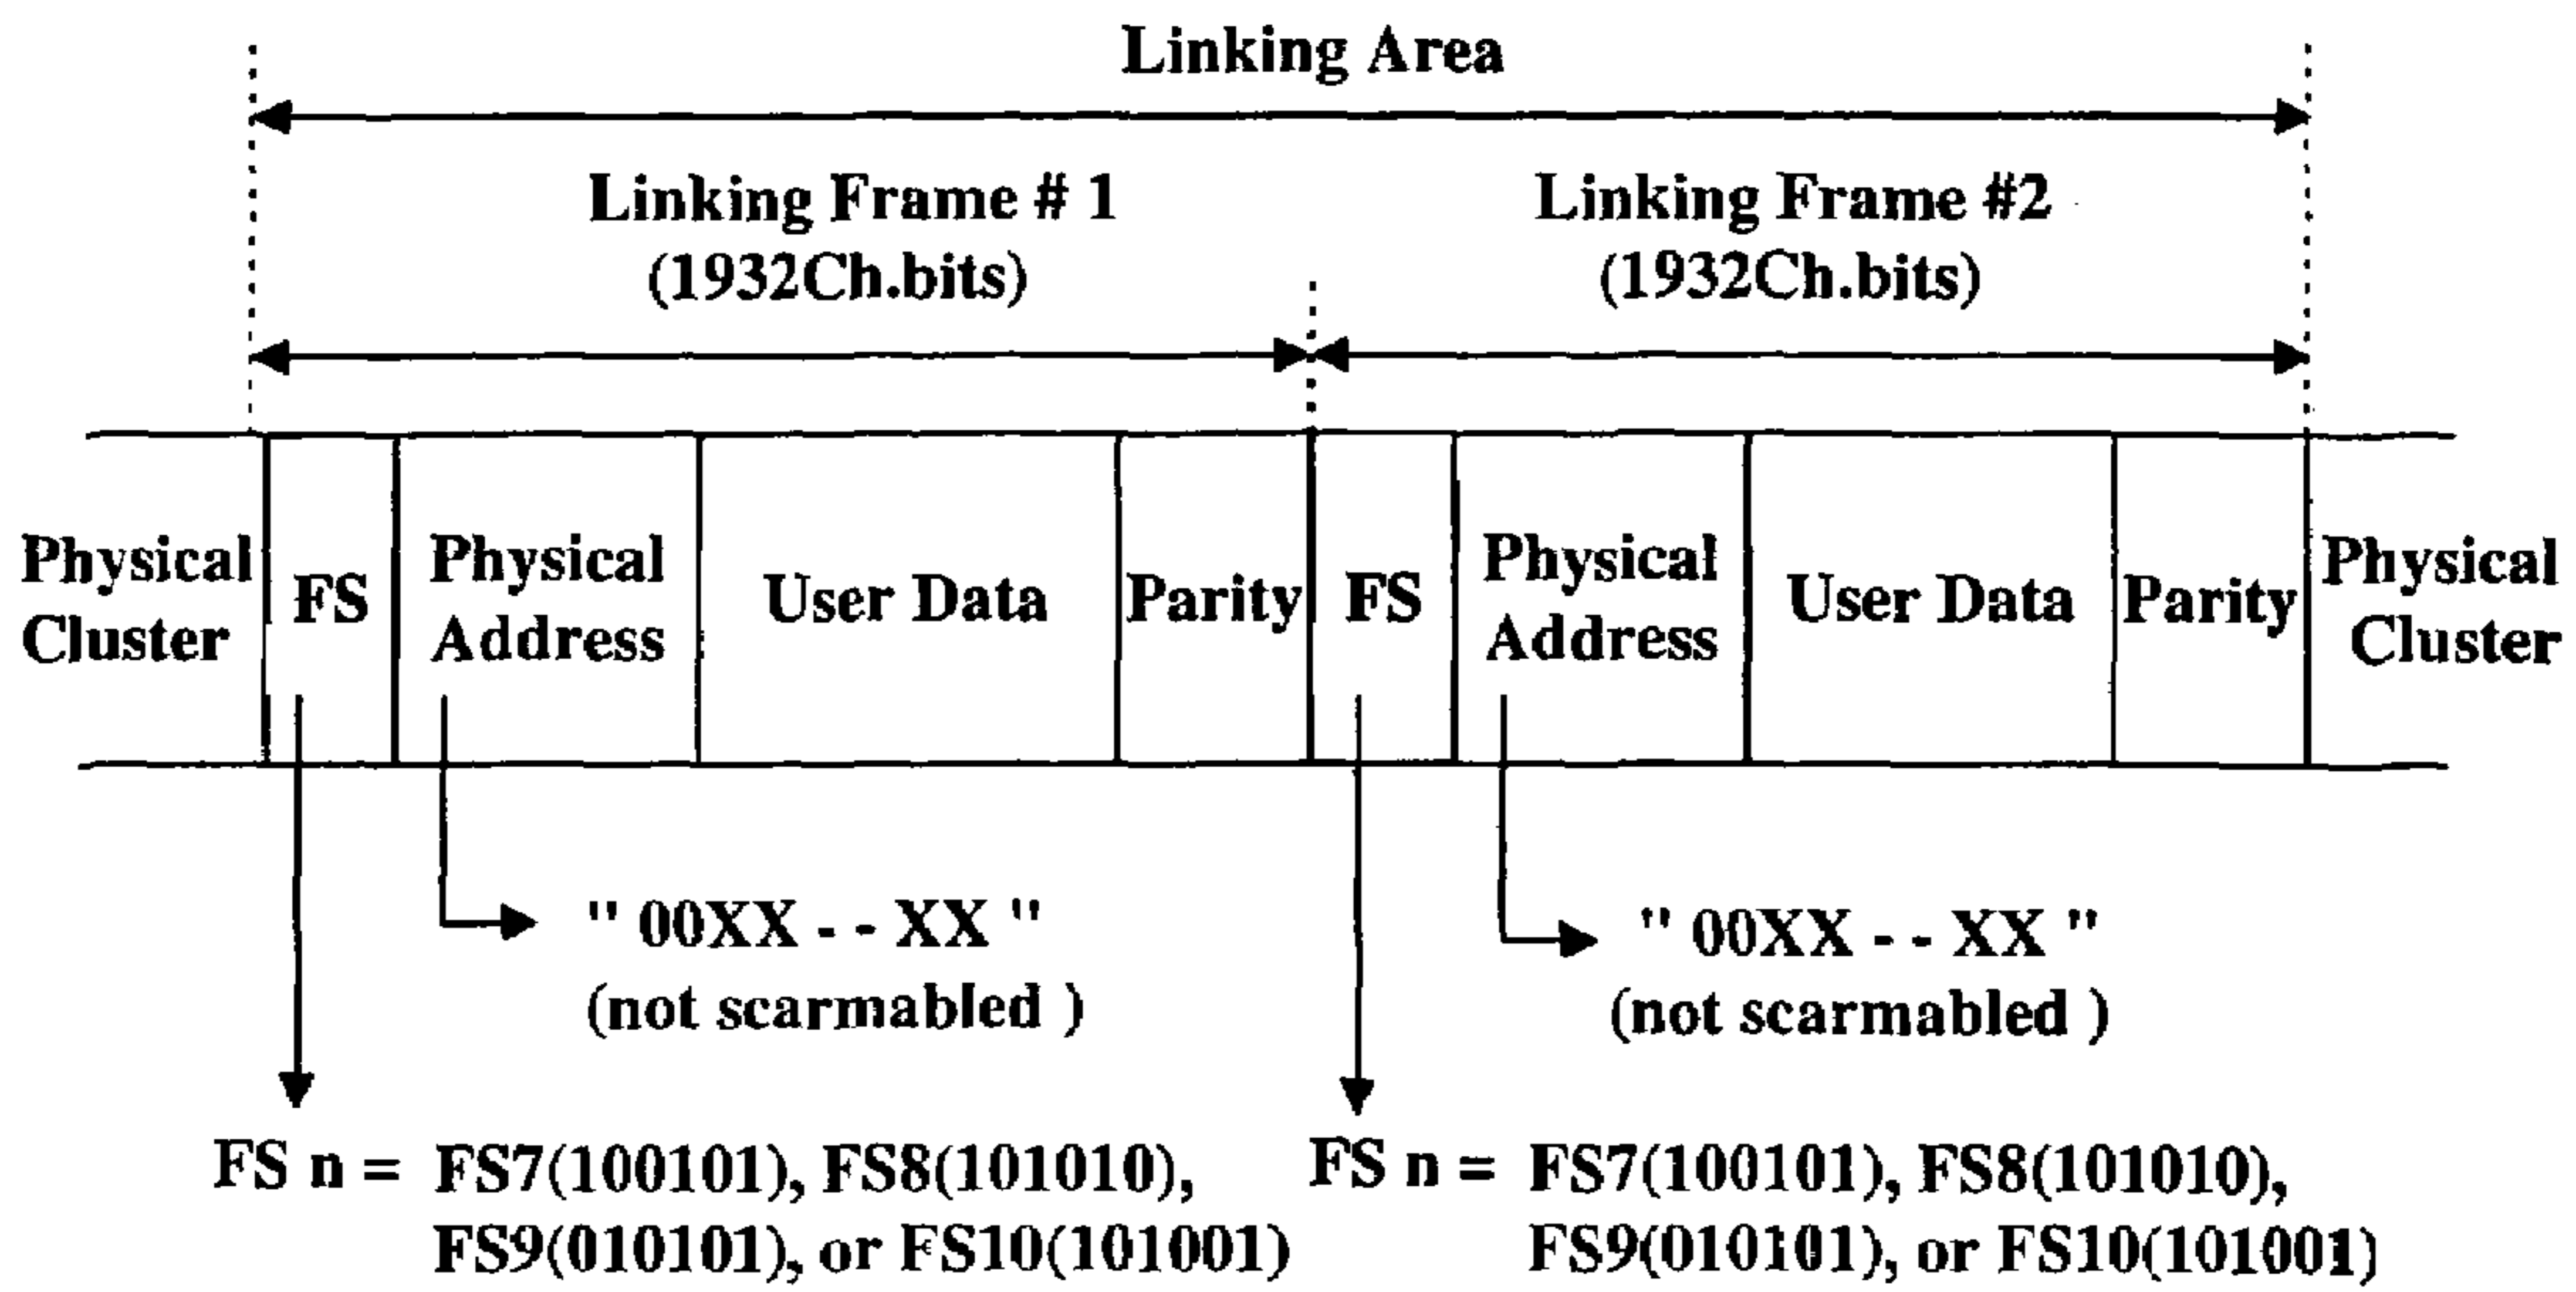 Linking Area
Linking Frame # 1
(1932Ch.bits)
Linking Frame #2
(1932Ch.bits)
Physical
Cluster
FS
Physical
Address
User Data
Parity
FS
Physical
Address
User Data
Parity
Physical
Cluster
" 00XX - - XX "
(not scarmabled )
" 00XX - - XX "
(not scarmabled )
FS n = FS7(100101), FS8(101010),
FS9(010101), or FS10(101001)
FS n = FS7(100101), FS8(101010),
FS9(010101), or FS10(101001)